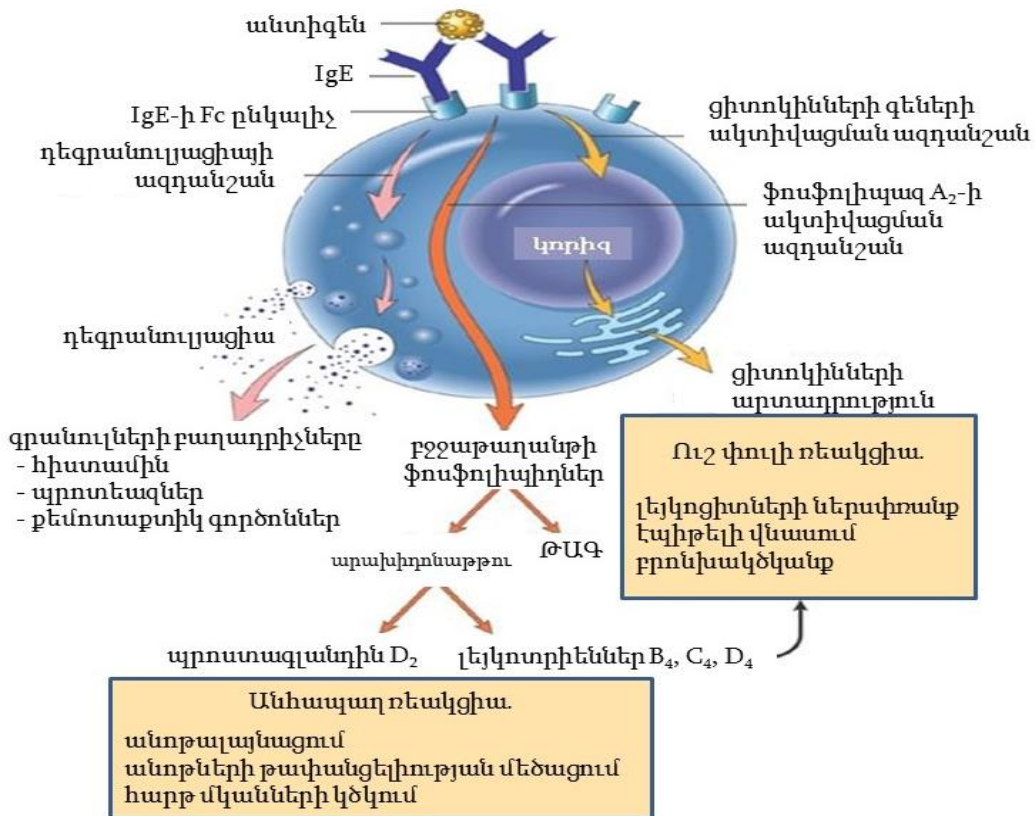 անտիգեն
IgE
IgE-ի Fc ընկալիչ
դեգրանուլյացիայի
ազդանշան
ցիտոկինների գեների
ակտիվացման ազդանշան
ֆոսֆոլիպազ A₂-ի
ակտիվացման
ազդանշան
կորիզ
դեգրանուլյացիա
ցիտոկինների
արտադրություն
գրանուլների բաղադրիչները
- հիստամին
- պրոտեազներ
- քեմոտաքտիկ գործոններ
բջջաթաղանթի
ֆոսֆոլիպիդներ
Ուշ փուլի ռեակցիա.
լեյկոցիտների ներսփռանք
էպիթելի վնասում
բրոնխակծկանք
արախիդոնաթթու
ԹԱԳ
պրոստագլանդին D₂
լեյկոտրիեններ B₄, C₄, D₄
Անհապաղ ռեակցիա.
անոթալայնացում
անոթների թափանցելիության մեծացում
հարթ մկանների կծկում